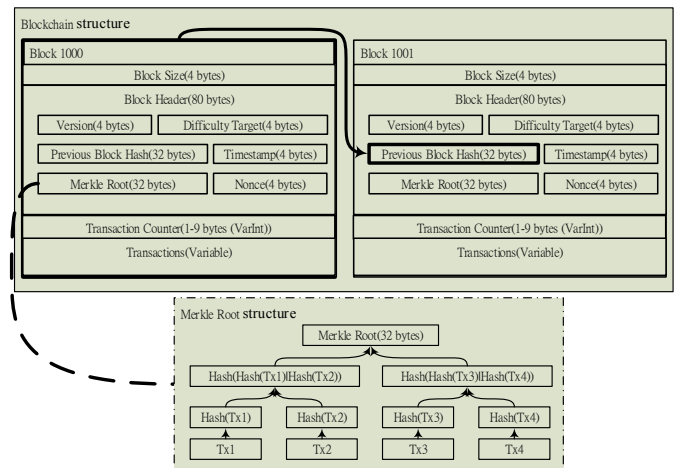 Blockchain structure
Block 1000
Block Size(4 bytes)
Block Header(80 bytes)
Version(4 bytes) Difficulty Target(4 bytes)
Previous Block Hash(32 bytes) Timestamp(4 bytes)
Merkle Root(32 bytes) Nonce(4 bytes)
Transaction Counter(1-9 bytes (VarInt))
Transactions(Variable)
Block 1001
Block Size(4 bytes)
Block Header(80 bytes)
Version(4 bytes) Difficulty Target(4 bytes)
Previous Block Hash(32 bytes) Timestamp(4 bytes)
Merkle Root(32 bytes) Nonce(4 bytes)
Transaction Counter(1-9 bytes (VarInt))
Transactions(Variable)
Merkle Root structure
Merkle Root(32 bytes)
Hash(Hash(Tx1)|Hash(Tx2)) Hash(Hash(Tx3)|Hash(Tx4))
Hash(Tx1) Hash(Tx2) Hash(Tx3) Hash(Tx4)
Tx1 Tx2 Tx3 Tx4